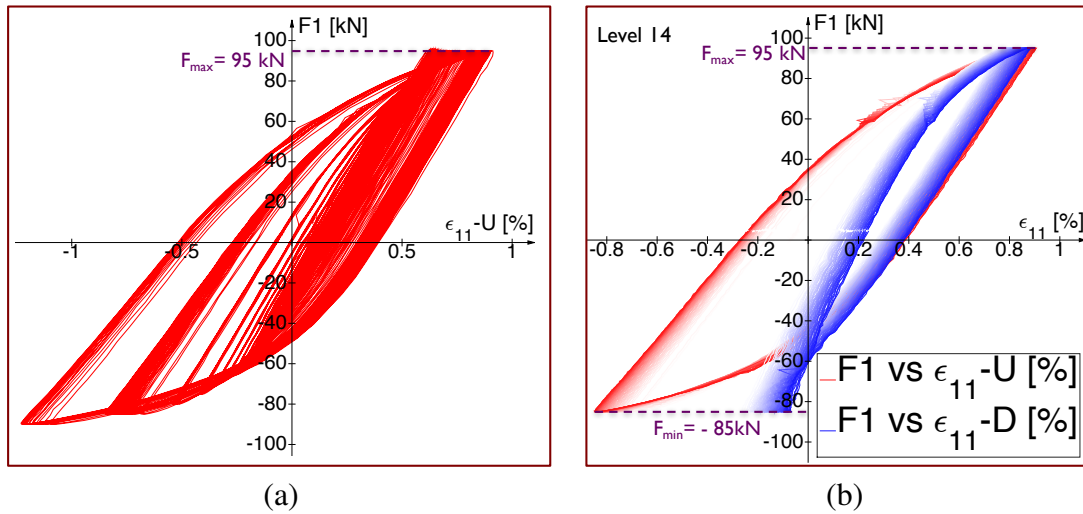 F1 [kN]
100
F_max= 95 kN
80
60
40
20
ϵ_11-U [%]
-1
-0.5
0
0.5
1
-20
-40
-60
-80
-100
(a)
Level 14
F1 [kN]
100
F_max= 95 kN
80
60
40
20
ϵ_11 [%]
-0.8
-0.6
-0.4
-0.2
0
0.2
0.4
0.6
0.8
1
-20
-40
-60
-80
-100
F_min= - 85kN
F1 vs ϵ_11-U [%]
F1 vs ϵ_11-D [%]
(b)